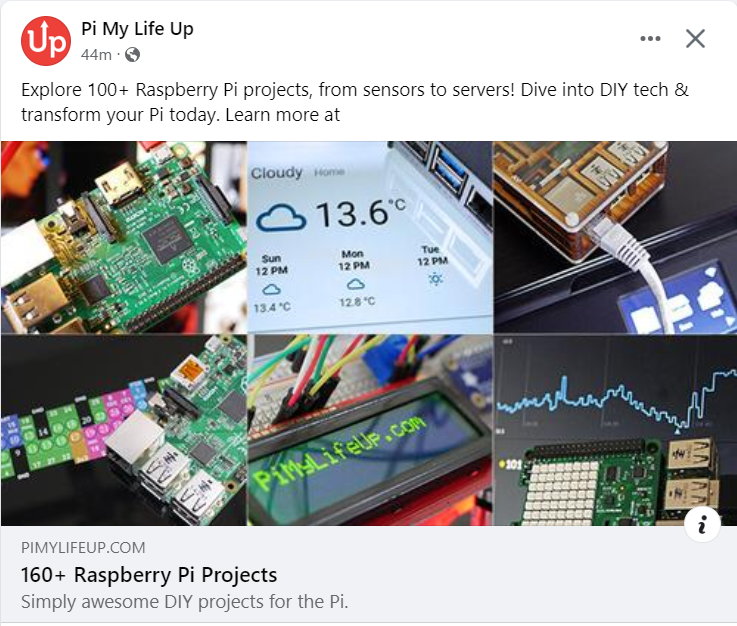 Up
Pi My Life Up
44m
Explore 100+ Raspberry Pi projects, from sensors to servers! Dive into DIY tech &
transform your Pi today. Learn more at
Cloudy Home
13.6°C
Sun
12 PM
13.4 °C
Mon
12 PM
12.8 °C
Tue
12 PM
PiMyLifeUp.com
PIMYLIFEUP.COM
160+ Raspberry Pi Projects
Simply awesome DIY projects for the Pi.